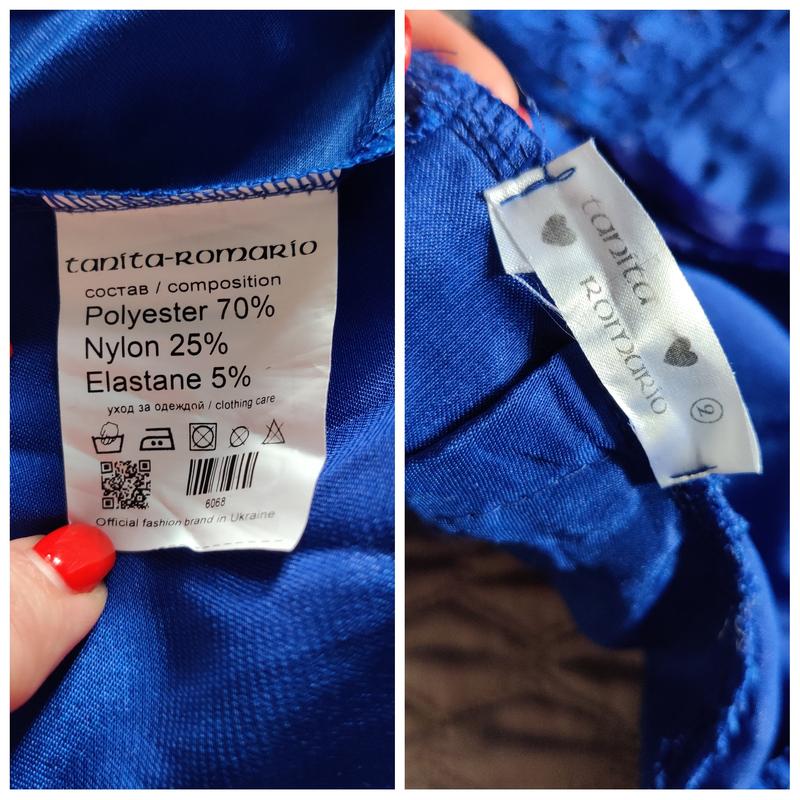 tanita-romario
состав / composition
Polyester 70%
Nylon 25%
Elastane 5%
уход за одеждой / clothing care
6068
Official fashion brand in Ukraine
tanita
romario
2